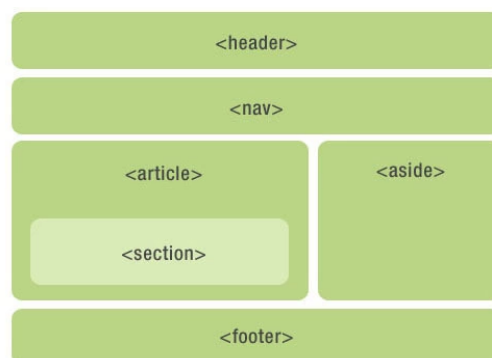 <header>
<nav>
<article>
<aside>
<section>
<footer>